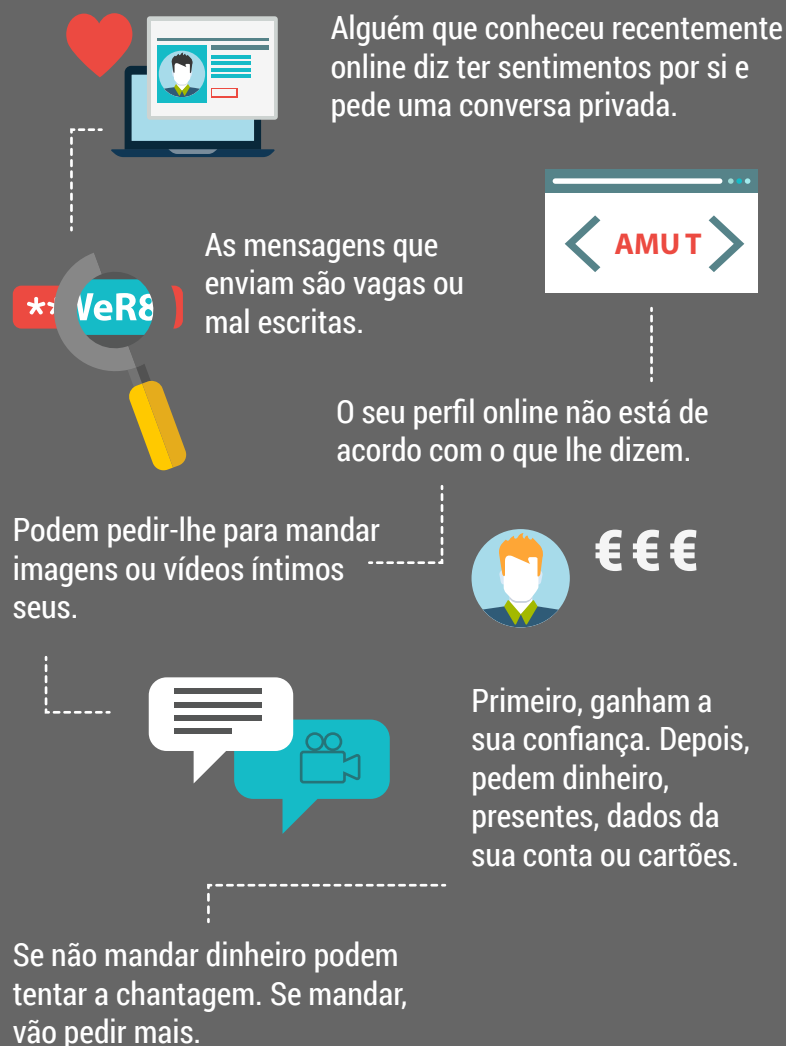 Alguém que conheceu recentemente
online diz ter sentimentos por si e
pede uma conversa privada.
As mensagens que
enviam são vagas ou
mal escritas.
AMU T
**
WeR8
O seu perfil online não está de
acordo com o que lhe dizem.
Podem pedir-lhe para mandar
imagens ou vídeos íntimos
seus.
€ € €
Primeiro, ganham a
sua confiança. Depois,
pedem dinheiro,
presentes, dados da
sua conta ou cartões.
Se não mandar dinheiro podem
tentar a chantagem. Se mandar,
vão pedir mais.